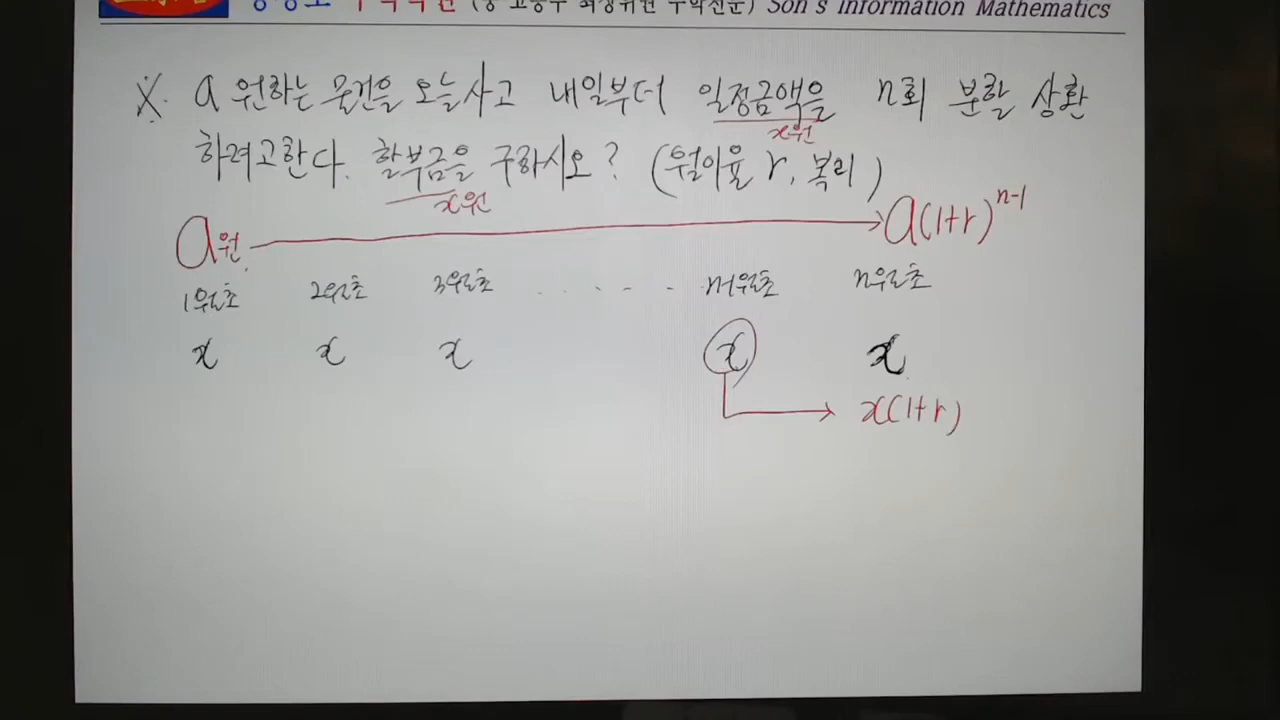 Son's Information Mathematics
※. a 원하는 물건을 오늘사고 내일부터 일정금액을 n회 분할 상환
x원
하려고한다. 할부금을 구하시오? (월이율 r, 복리)
x원
a원 → a(1+r)^{n-1}
1월초 2월초 3월초 ...... n-1월초 n월초
x x x x x
x(1+r)